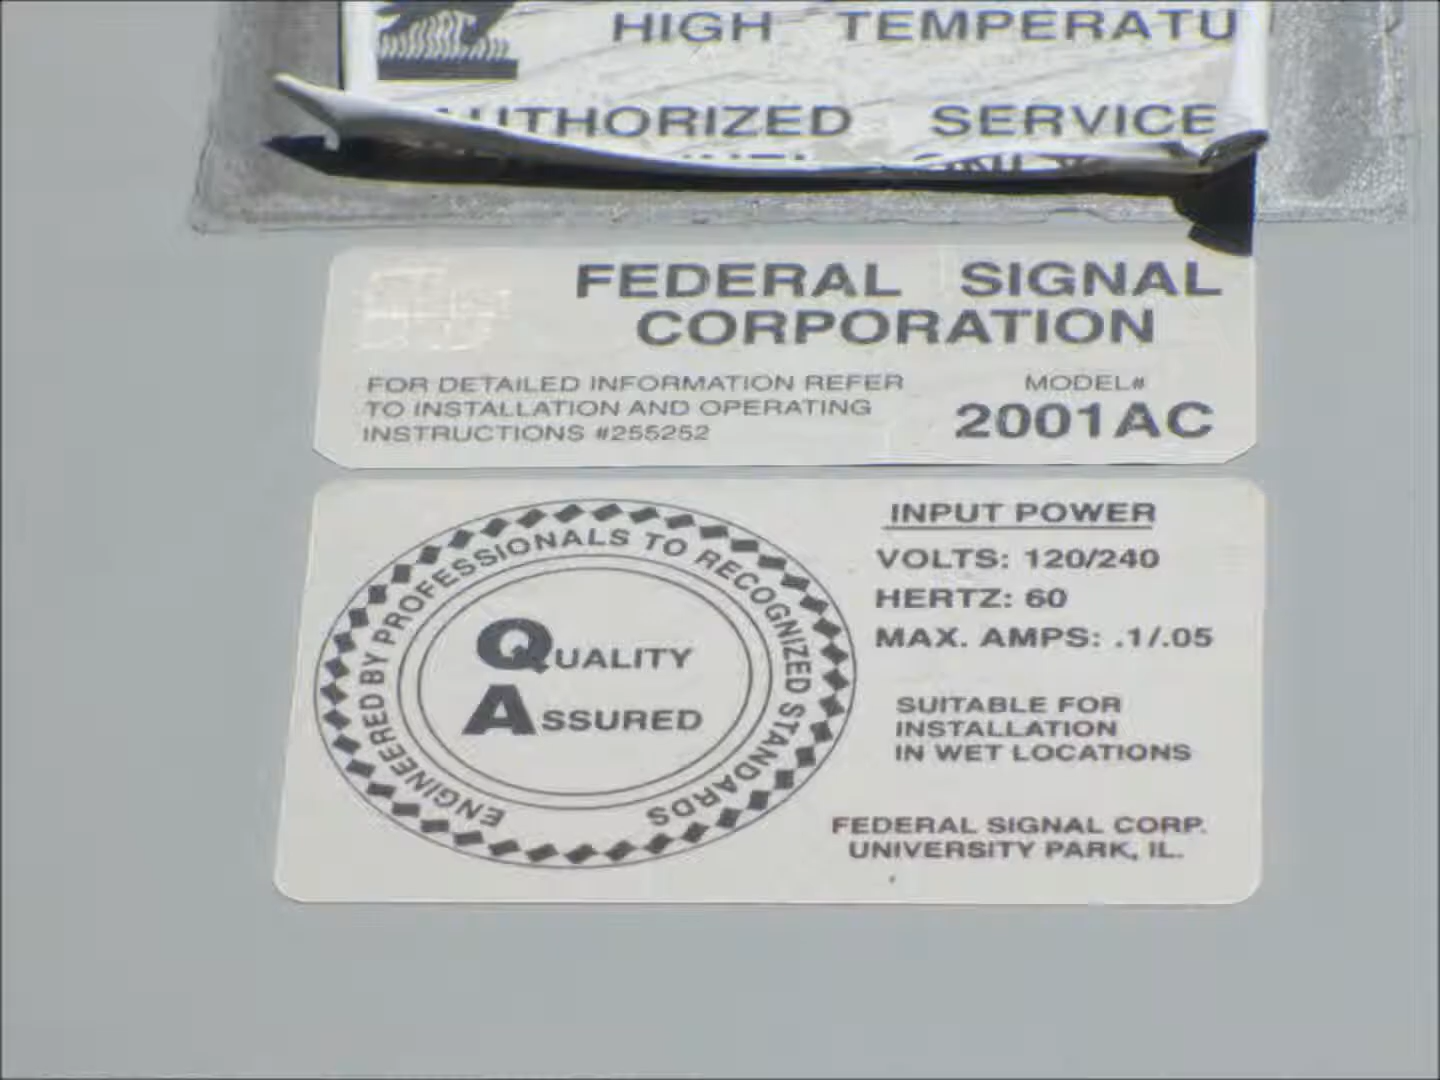 HIGH TEMPERATU
AUTHORIZED SERVICE
FEDERAL SIGNAL
CORPORATION
FOR DETAILED INFORMATION REFER
TO INSTALLATION AND OPERATING
INSTRUCTIONS #255252
MODEL#
2001AC
ENGINEERED BY PROFESSIONALS TO RECOGNIZED STANDARDS
QUALITY
ASSURED
INPUT POWER
VOLTS: 120/240
HERTZ: 60
MAX. AMPS: .1/.05
SUITABLE FOR
INSTALLATION
IN WET LOCATIONS
FEDERAL SIGNAL CORP.
UNIVERSITY PARK, IL.